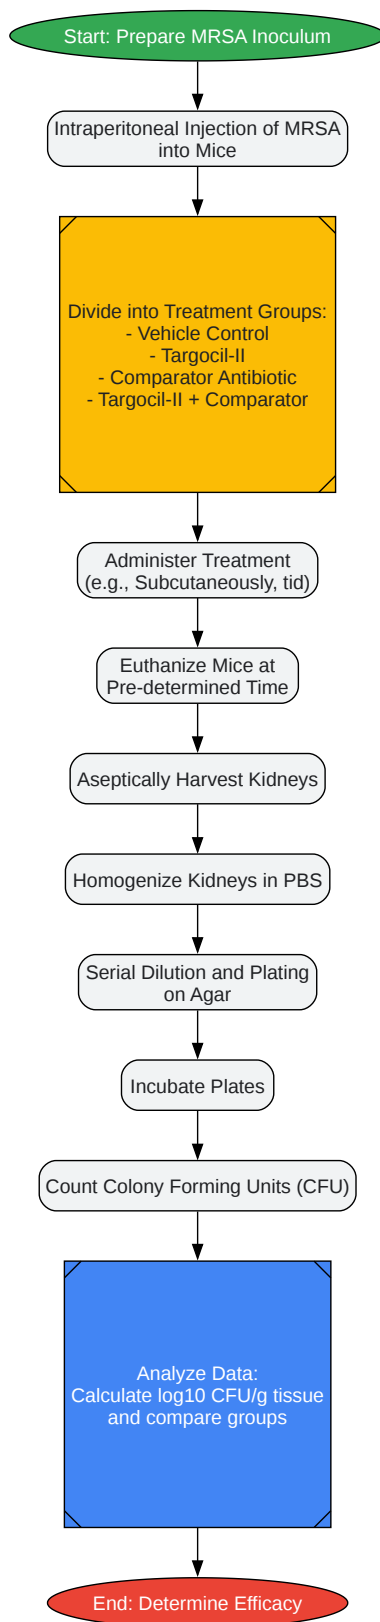 Start: Prepare MRSA Inoculum
Intraperitoneal Injection of MRSA
into Mice
Divide into Treatment Groups:
- Vehicle Control
- Targocil-II
- Comparator Antibiotic
- Targocil-II + Comparator
Administer Treatment
(e.g., Subcutaneously, tid)
Euthanize Mice at
Pre-determined Time
Aseptically Harvest Kidneys
Homogenize Kidneys in PBS
Serial Dilution and Plating
on Agar
Incubate Plates
Count Colony Forming Units (CFU)
Analyze Data:
Calculate log10 CFU/g tissue
and compare groups
End: Determine Efficacy